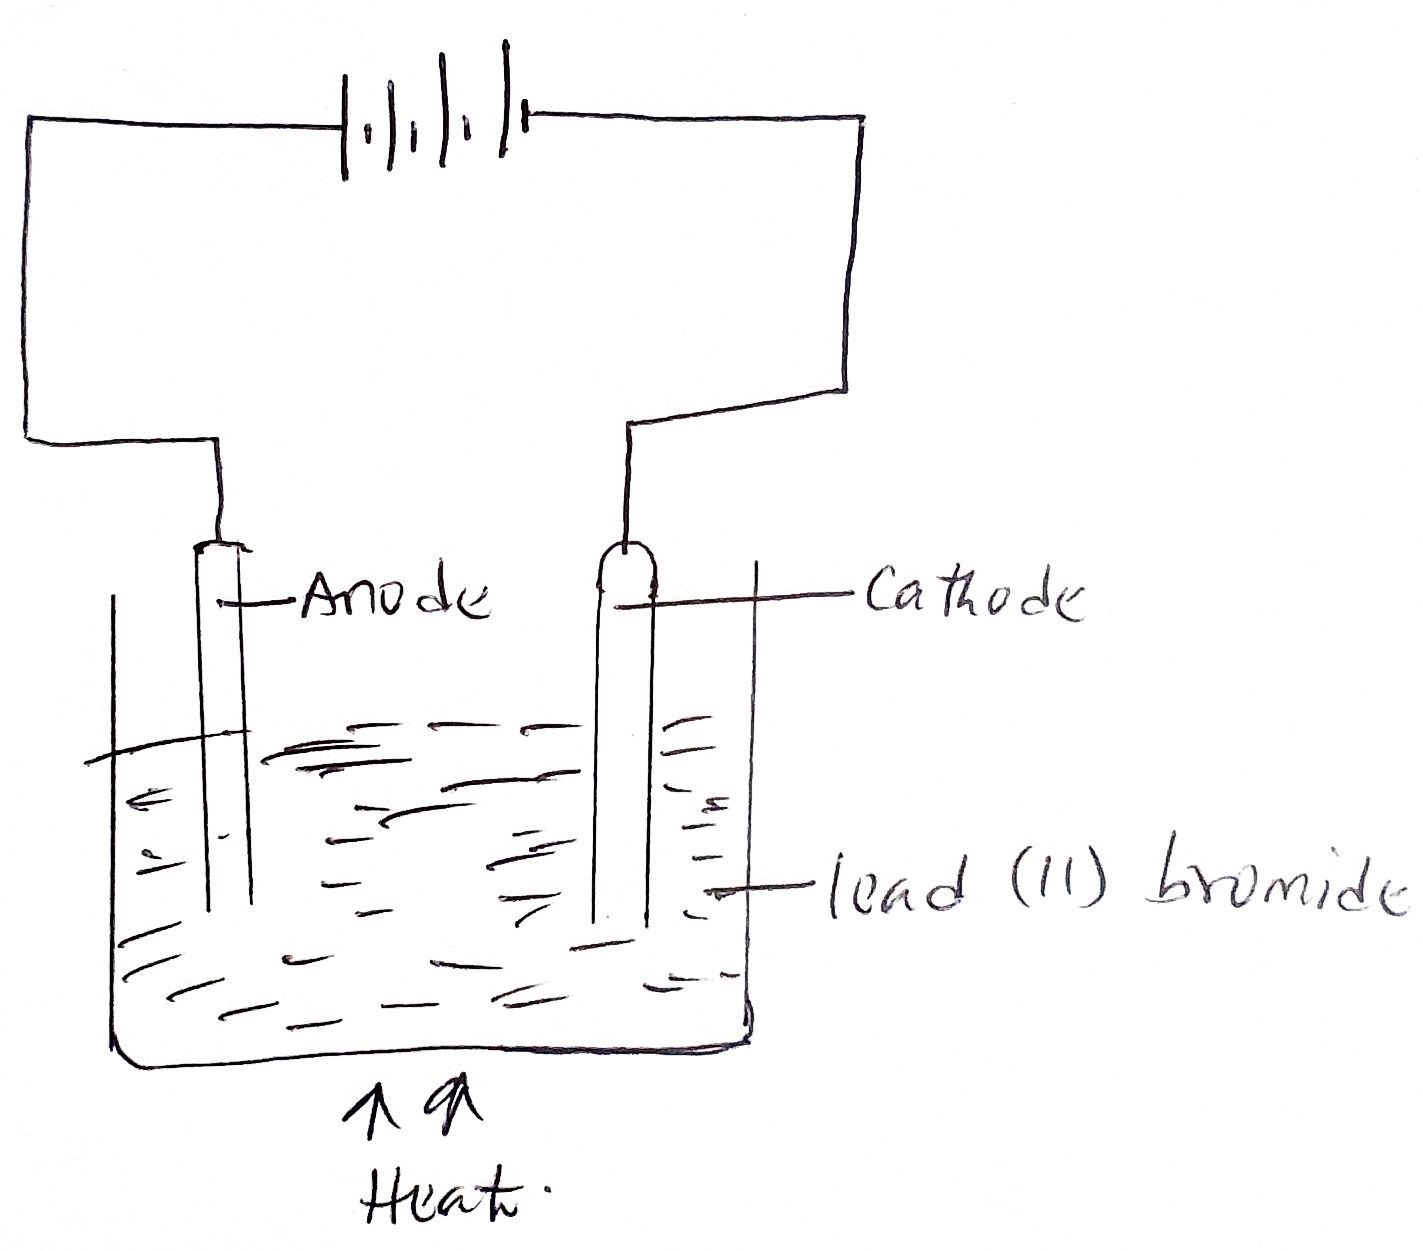 Anode
Cathode
lead (II) bromide
Heat.